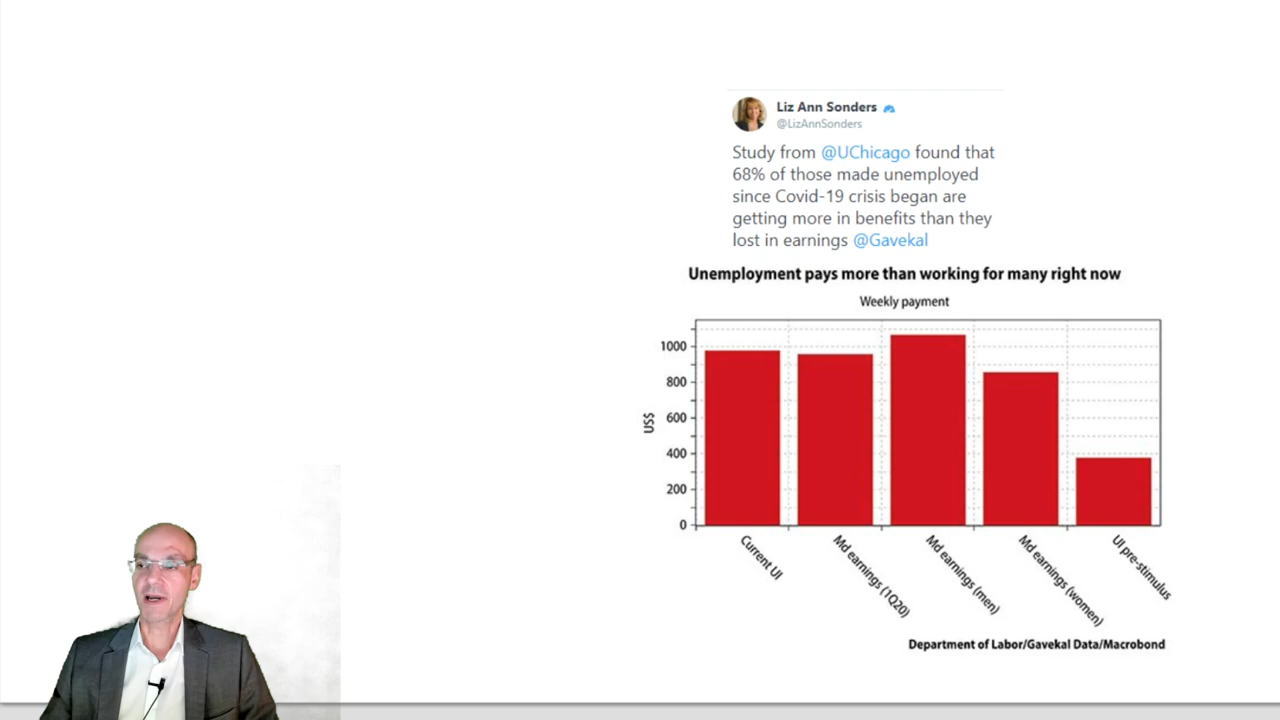 Liz Ann Sonders
@LizAnnSonders
Study from @UChicago found that
68% of those made unemployed
since Covid-19 crisis began are
getting more in benefits than they
lost in earnings @Gavekal
Unemployment pays more than working for many right now
Weekly payment
1000
800
600
400
200
0
US$
Current UI
Md earnings (1Q20)
Md earnings (men)
Md earnings (women)
UI pre-stimulus
Department of Labor/Gavekal Data/Macrobond